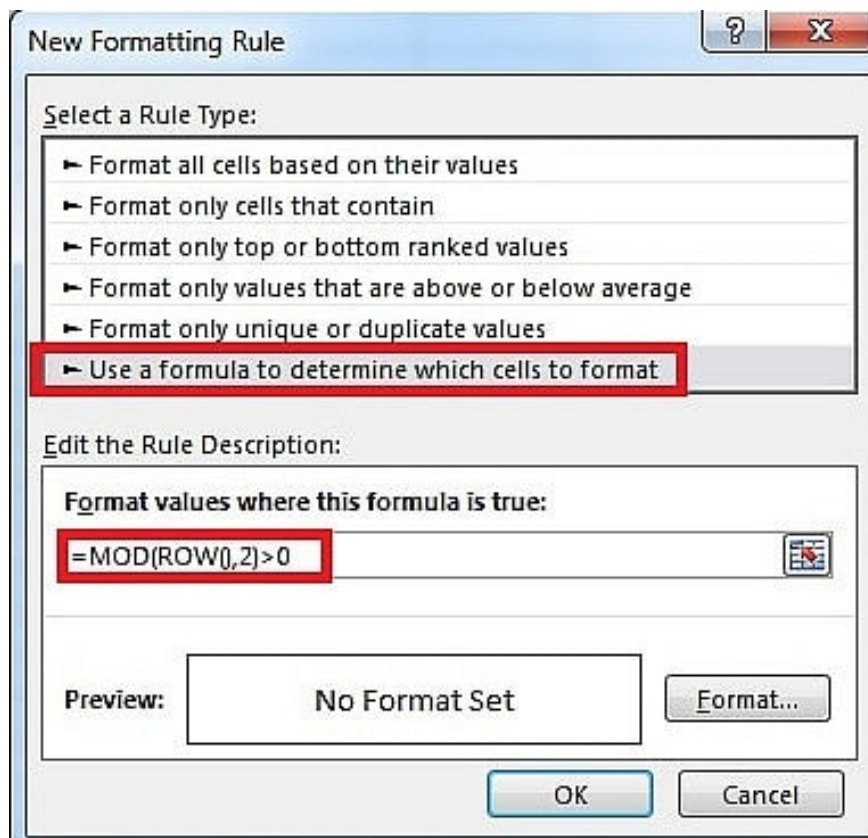 New Formatting Rule
?
X
Select a Rule Type:
► Format all cells based on their values
► Format only cells that contain
► Format only top or bottom ranked values
► Format only values that are above or below average
► Format only unique or duplicate values
► Use a formula to determine which cells to format
Edit the Rule Description:
Format values where this formula is true:
=MOD(ROW(),2)>0
Preview:
No Format Set
Format...
OK
Cancel